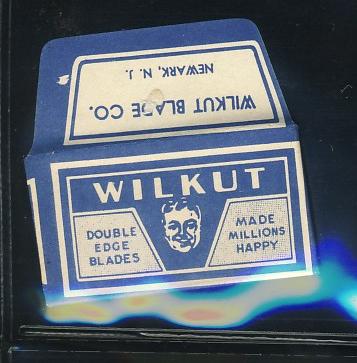 WILKUT BLADE CO.
NEWARK, N. J.
WILKUT
DOUBLE
EDGE
BLADES
MADE
MILLIONS
HAPPY